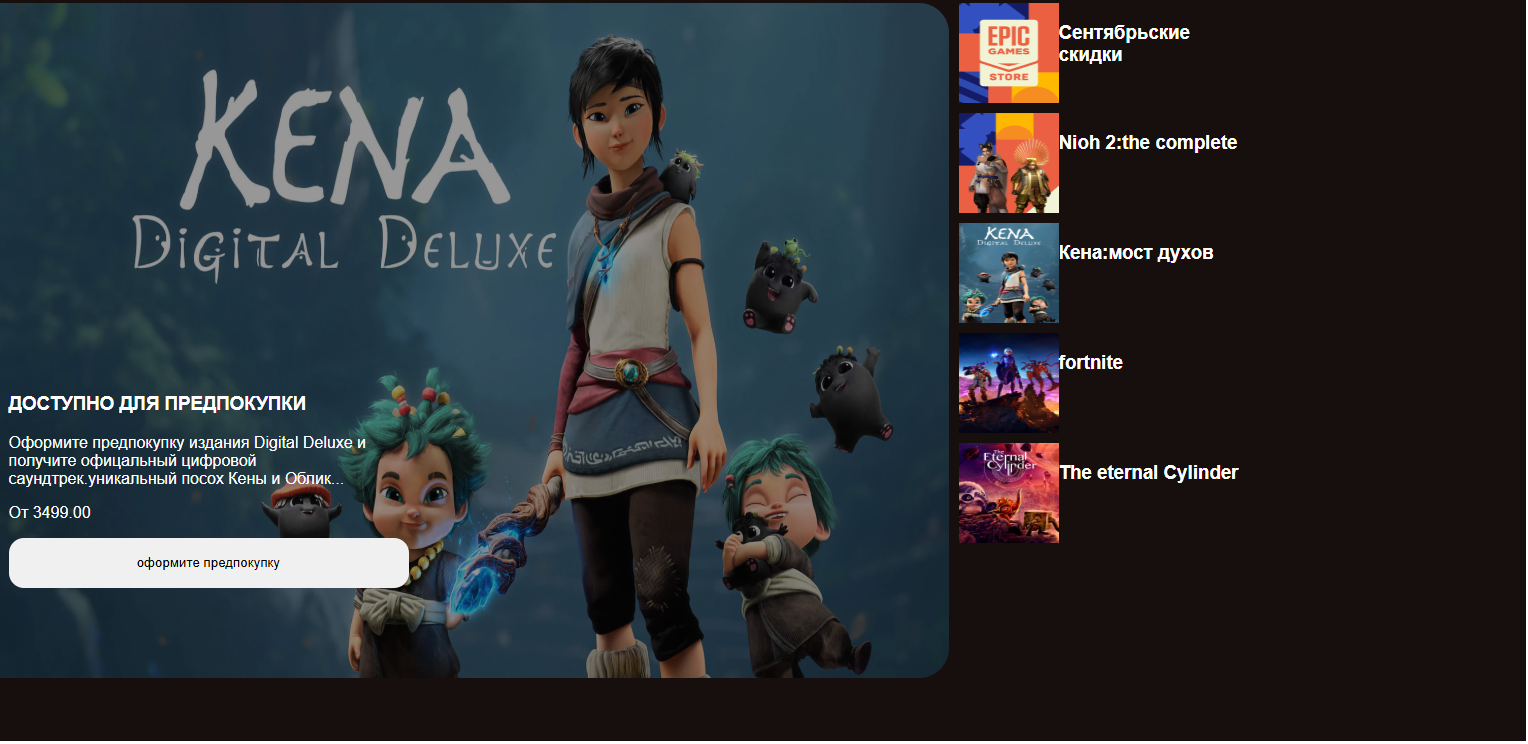 KENA
DIGITAL DELUXE
ДОСТУПНО ДЛЯ ПРЕДПОКУПКИ
Оформите предпокупку издания Digital Deluxe и
получите офицальный цифровой
саундтрек.уникальный посох Кены и Облик...
От 3499.00
оформите предпокупку
EPIC
GAMES
STORE
Сентябрьские
скидки
Nioh 2:the complete
KENA
DIGITAL DELUXE
Кена:мост духов
fortnite
The
Eternal
Cylinder
The eternal Cylinder